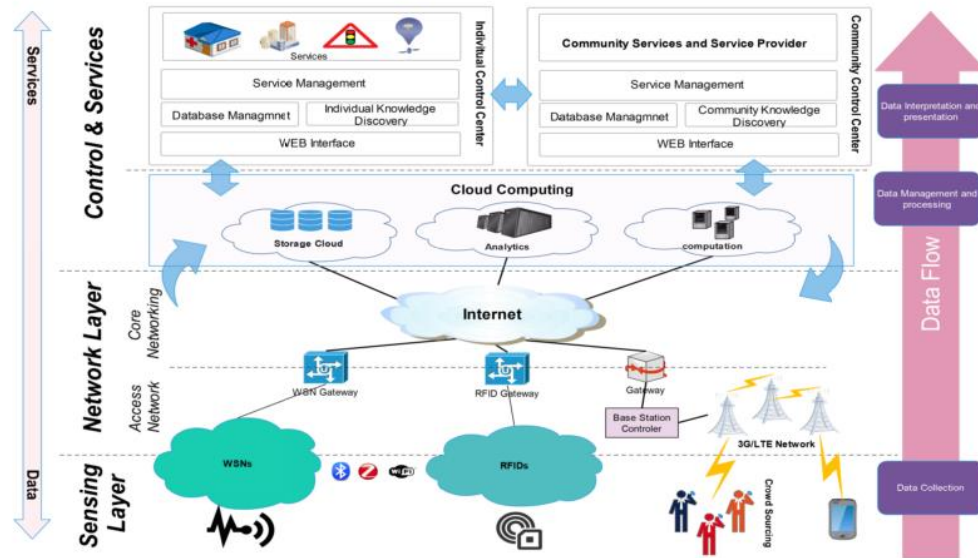 Services
Data
Control & Services
Network Layer
Core
Networking
Access
Network
Sensing
Layer
Services
Service Management
Database Managmnet
Individual Knowledge
Discovery
WEB Interface
Individual Control Center
Community Services and Service Provider
Service Management
Database Managmnet
Community Knowledge
Discovery
WEB Interface
Community Control Center
Cloud Computing
Storage Cloud
Analytics
computation
Internet
WSN Gateway
RFID Gateway
Gateway
Base Station
Controler
3G/LTE Network
WSNs
RFIDs
Wi Fi
Crowd Sourcing
Data Interpretation and
presentation
Data Management and
processing
Data Flow
Data Collection